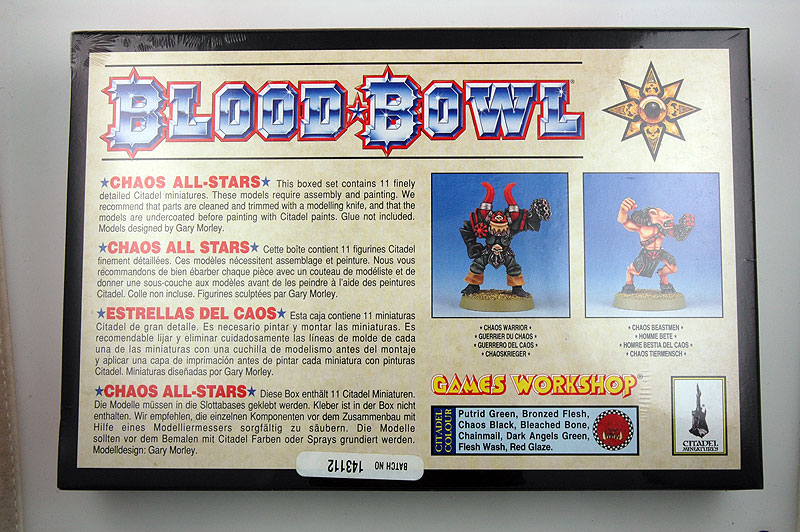 BLOOD★BOWL®
★CHAOS ALL-STARS★ This boxed set contains 11 finely
detailed Citadel miniatures. These models require assembly and painting. We
recommend that parts are cleaned and trimmed with a modelling knife, and that the
models are undercoated before painting with Citadel paints. Glue not included.
Models designed by Gary Morley.
★CHAOS ALL STARS★ Cette boîte contient 11 figurines Citadel
finement détaillées. Ces modèles nécessitent assemblage et peinture. Nous vous
récommandons de bien ébarber chaque pièce avec un couteau de modéliste et de
donner une sous-couche aux modèles avant de les peindre à l'aide des peintures
Citadel. Colle non incluse. Figurines sculptées par Gary Morley.
★ESTRELLAS DEL CAOS★ Esta caja contiene 11 miniaturas
Citadel de gran detalle. Es necesario pintar y montar las miniaturas. Es
recomendable lijar y eliminar cuidadosamente las líneas de molde de cada
una de las miniaturas con una cuchilla de modelismo antes del montaje
y aplicar una capa de imprimación antes de pintar cada miniatura con pinturas
Citadel. Miniaturas diseñadas por Gary Morley.
★CHAOS ALL-STARS★ Diese Box enthält 11 Citadel Miniaturen.
Die Modelle müssen in die Slottabases geklebt werden. Kleber ist in der Box nicht
enthalten. Wir empfehlen, die einzelnen Komponenten vor dem Zusammenbau mit
Hilfe eines Modelliermessers sorgfältig zu säubern. Die Modelle
sollten vor dem Bemalen mit Citadel Farben oder Sprays grundiert werden.
Modelldesign: Gary Morley.
• CHAOS WARRIOR •
• GUERRIER DU CHAOS •
• GUERRERO DEL CAOS •
• CHAOSKRIEGER •
• CHAOS BEASTMEN •
• HOMME BETE •
• HOMRE BESTIA DEL CAOS •
• CHAOS TIERMENSCH •
GAMES WORKSHOP®
CITADEL
COLOUR
Putrid Green, Bronzed Flesh,
Chaos Black, Bleached Bone,
Chainmail, Dark Angels Green,
Flesh Wash, Red Glaze.
CITADEL
MINIATURES
BATCH NO 143112